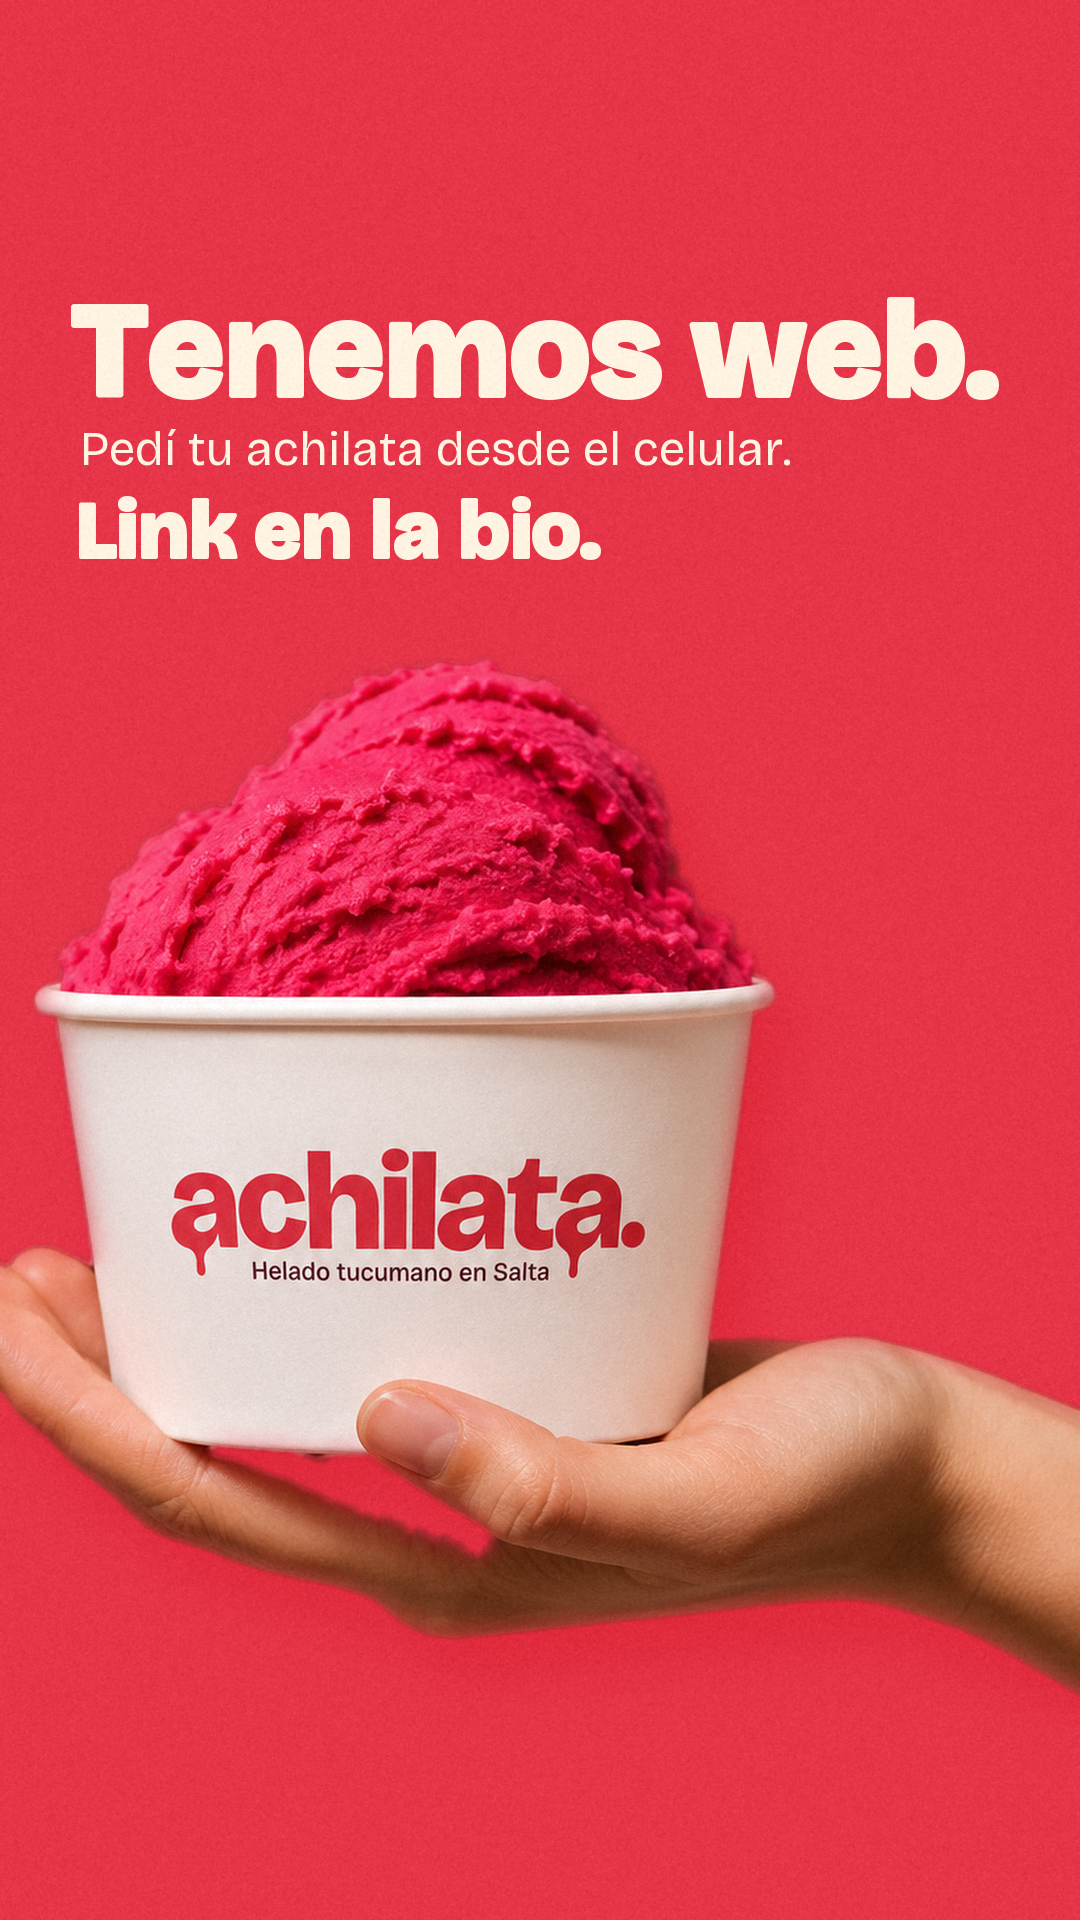 Tenemos web.
Pedí tu achilata desde el celular.
Link en la bio.
achilata.
Helado tucumano en Salta